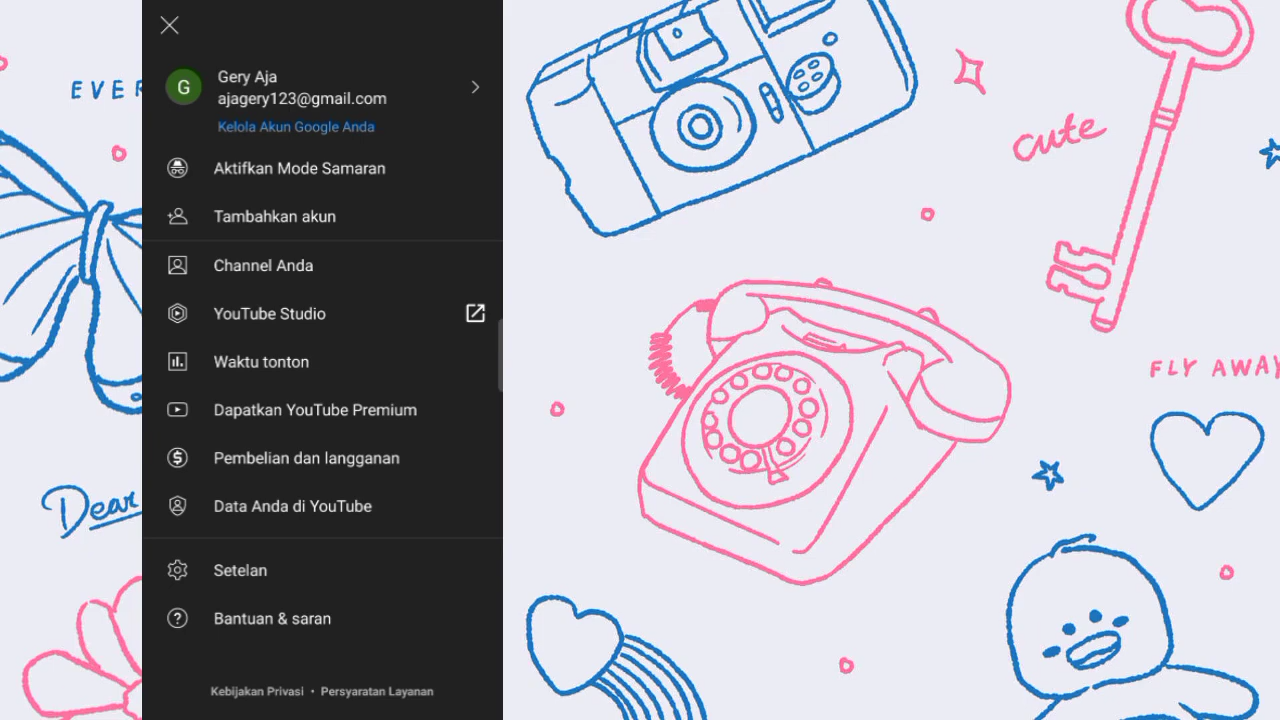 EVER
G
Gery Aja
ajagery123@gmail.com
Kelola Akun Google Anda
Aktifkan Mode Samaran
Tambahkan akun
Channel Anda
YouTube Studio
Waktu tonton
Dapatkan YouTube Premium
Pembelian dan langganan
Data Anda di YouTube
Setelan
Bantuan & saran
Kebijakan Privasi • Persyaratan Layanan
Dear
cute
FLY AWAY